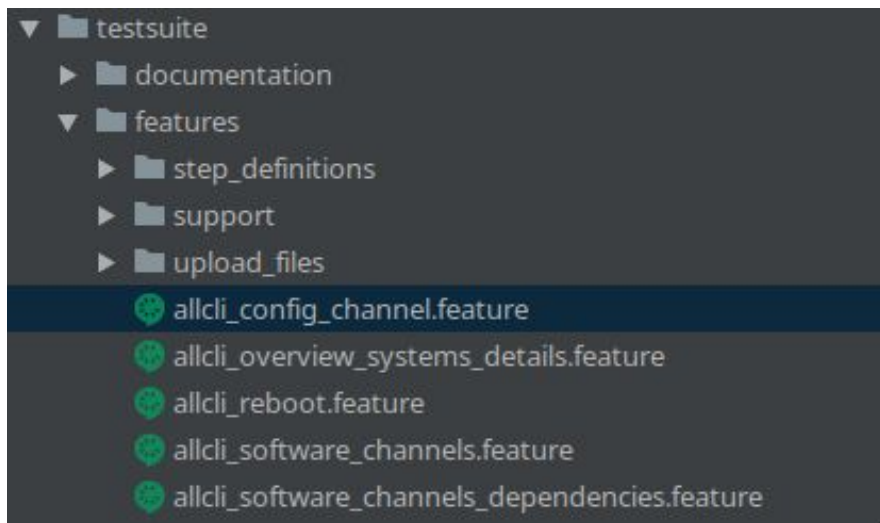 testsuite
documentation
features
step_definitions
support
upload_files
allcli_config_channel.feature
allcli_overview_systems_details.feature
allcli_reboot.feature
allcli_software_channels.feature
allcli_software_channels_dependencies.feature